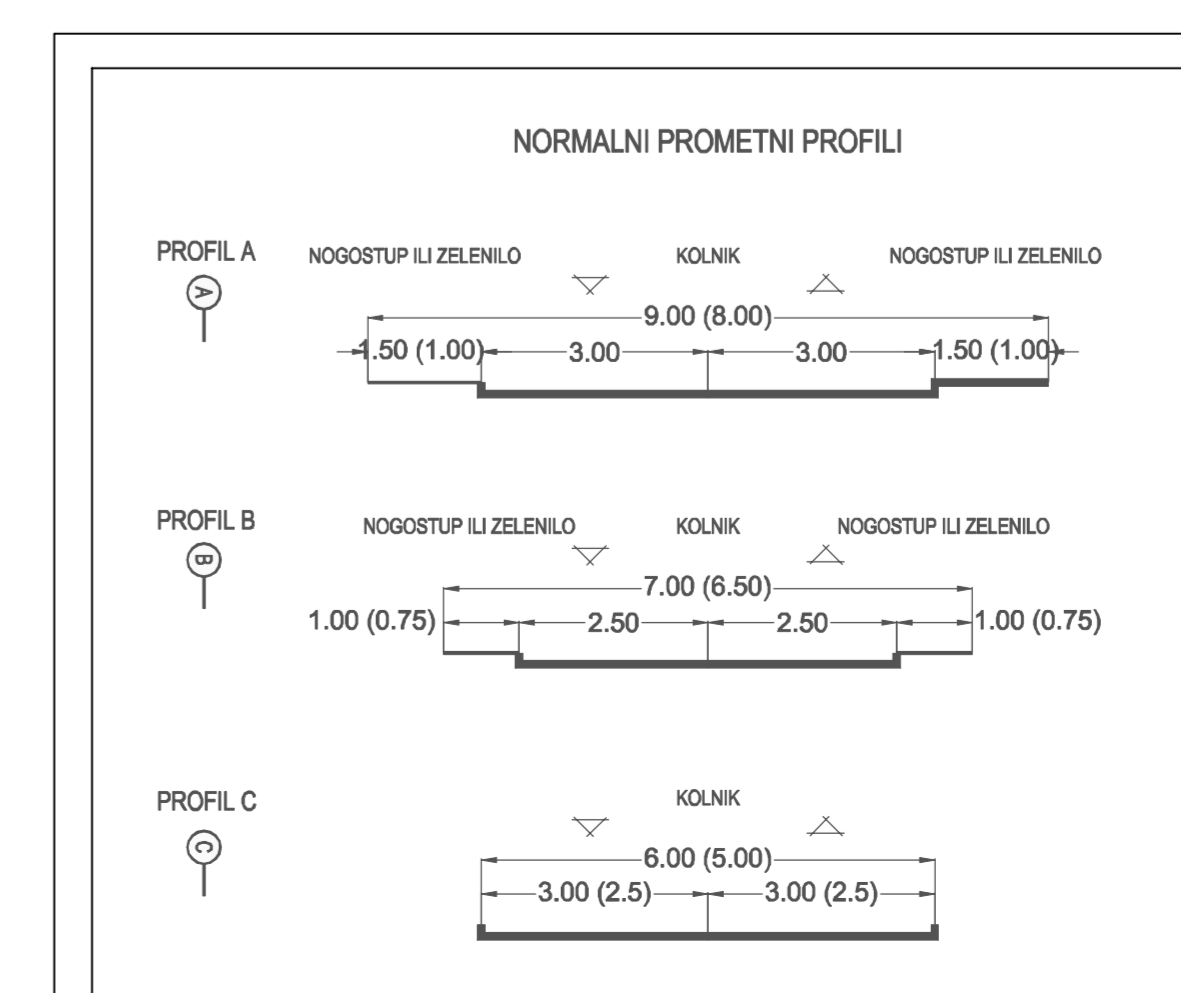 NORMALNI PROMETNI PROFILI
PROFIL A
A
NOGOSTUP ILI ZELENILO KOLNIK NOGOSTUP ILI ZELENILO
9.00 (8.00)
1.50 (1.00) 3.00 3.00 1.50 (1.00)
PROFIL B
B
NOGOSTUP ILI ZELENILO KOLNIK NOGOSTUP ILI ZELENILO
7.00 (6.50)
1.00 (0.75) 2.50 2.50 1.00 (0.75)
PROFIL C
C
KOLNIK
6.00 (5.00)
3.00 (2.5) 3.00 (2.5)